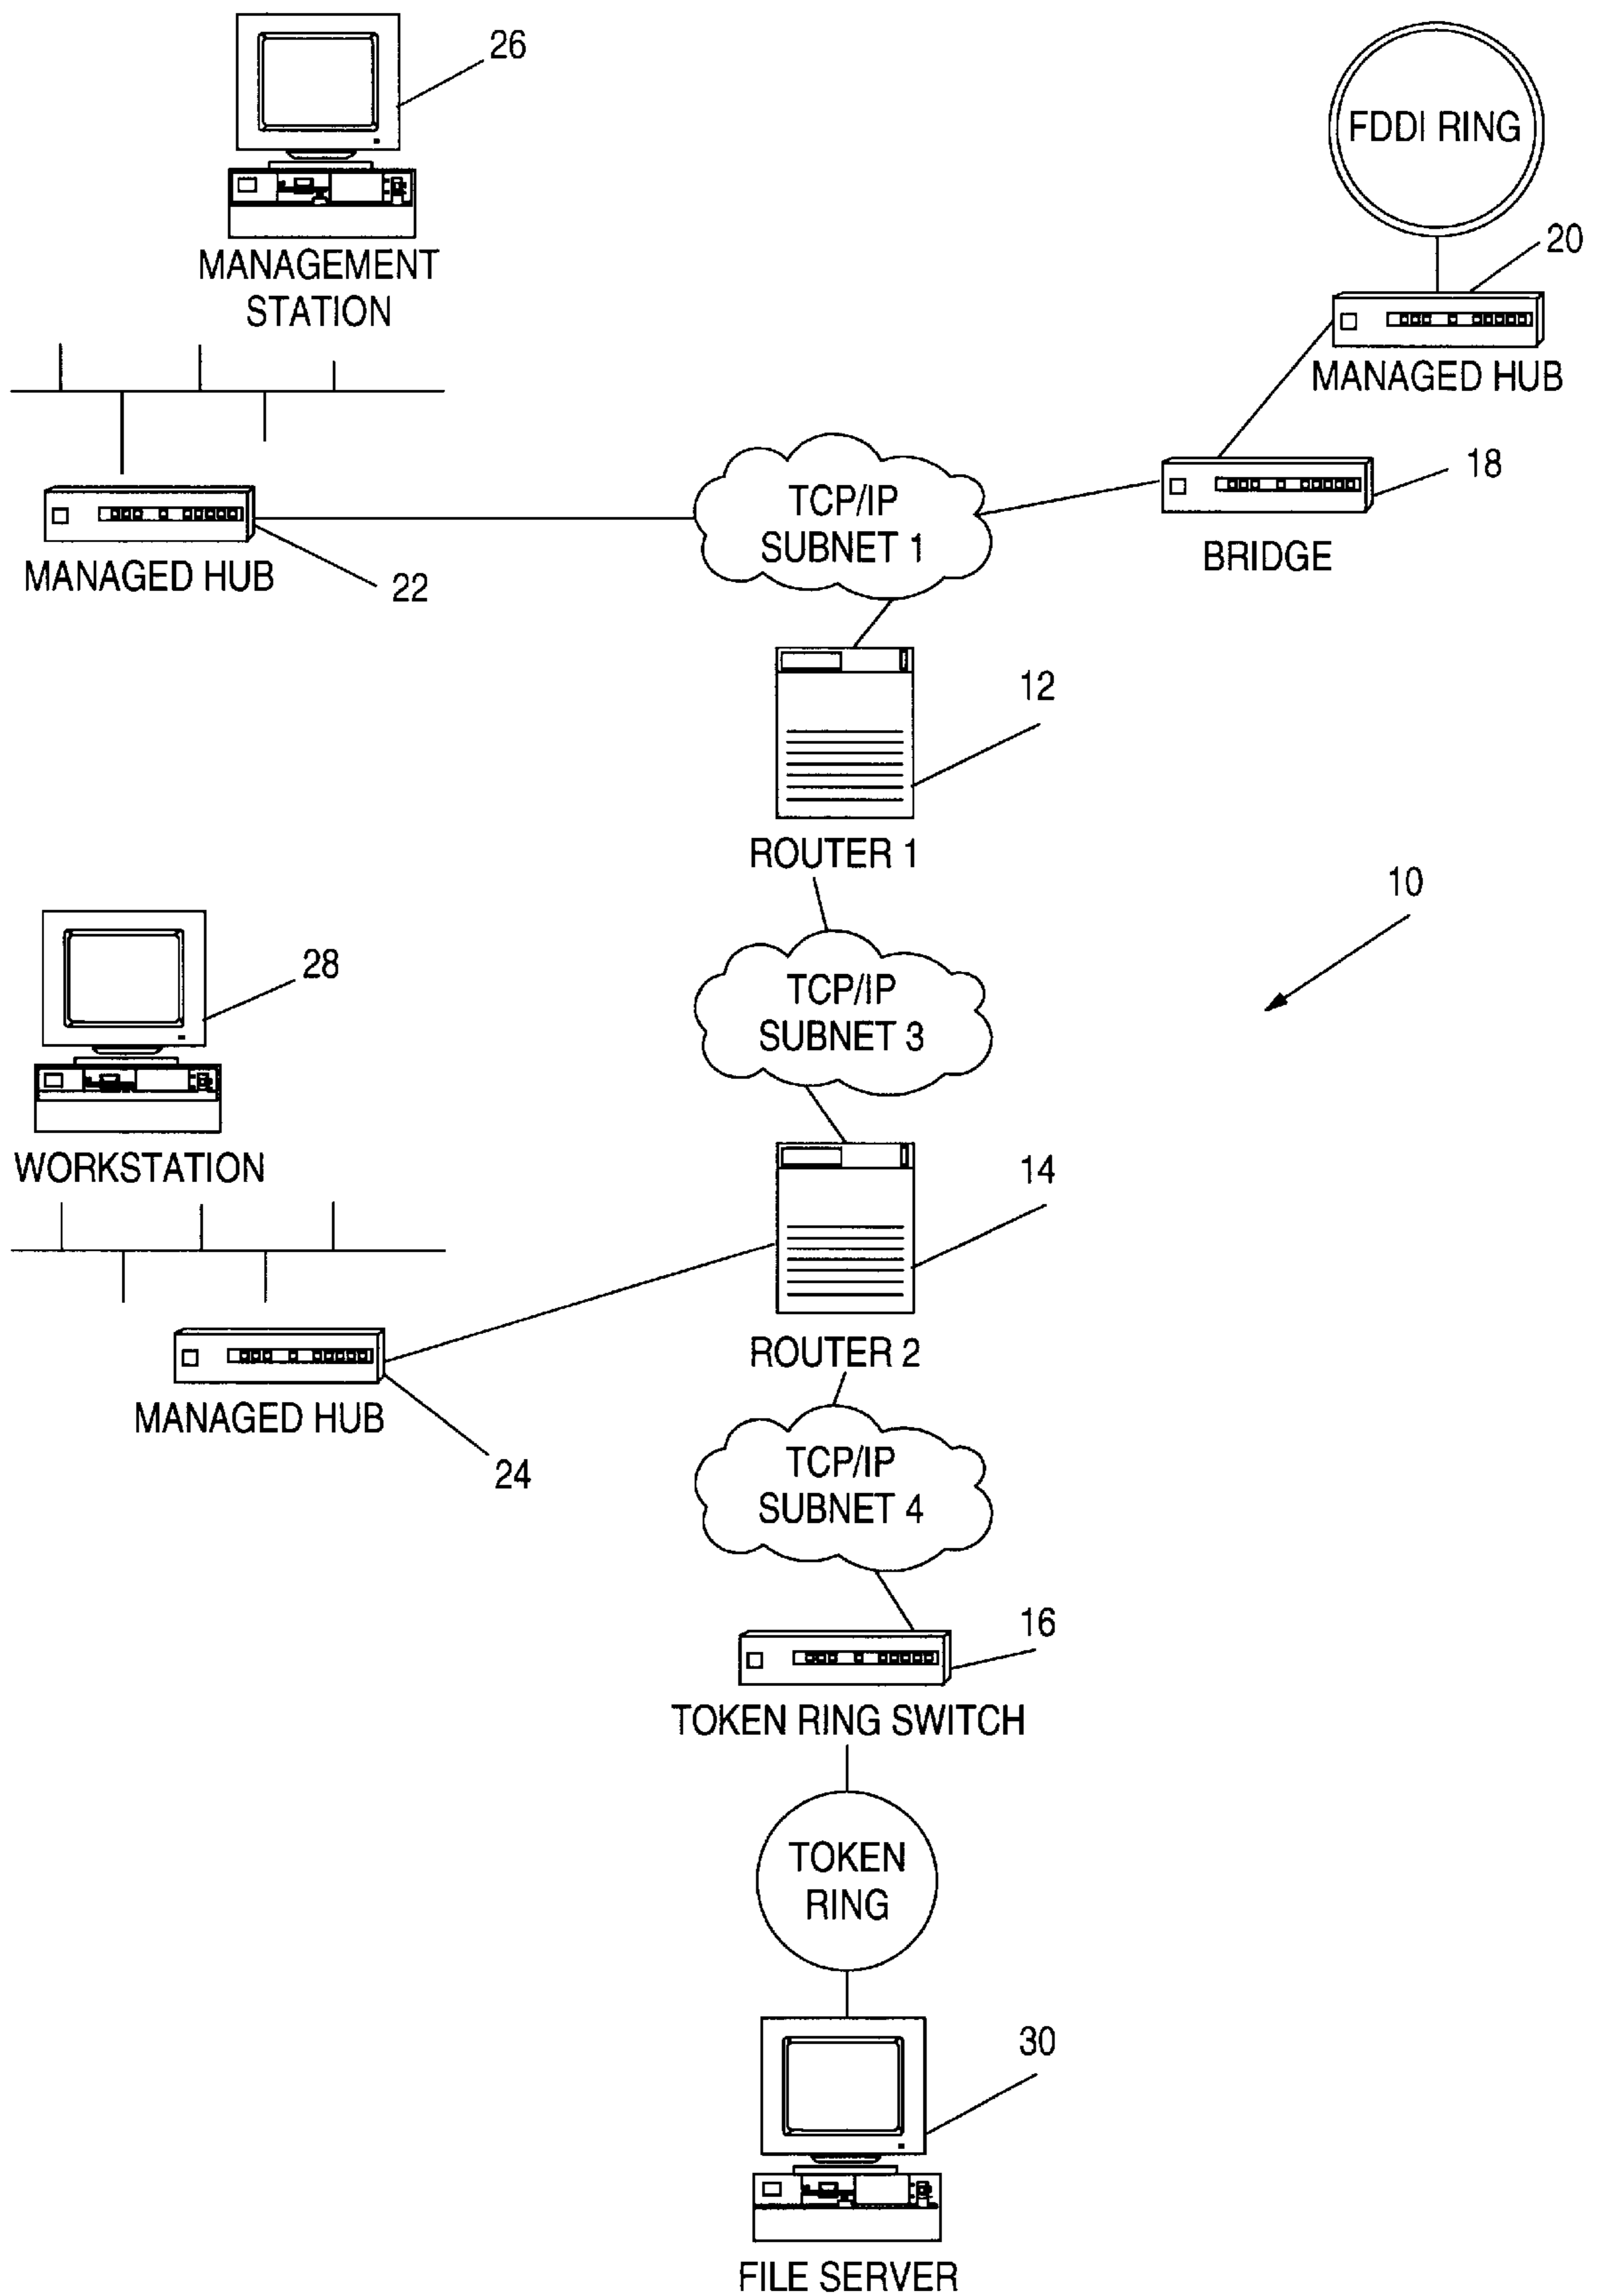 26
FDDI RING
20
MANAGEMENT
STATION
MANAGED HUB
18
TCP/IP
SUBNET 1
BRIDGE
MANAGED HUB
22
12
ROUTER 1
10
28
TCP/IP
SUBNET 3
WORKSTATION
14
ROUTER 2
MANAGED HUB
24
TCP/IP
SUBNET 4
16
TOKEN RING SWITCH
TOKEN
RING
30
FILE SERVER